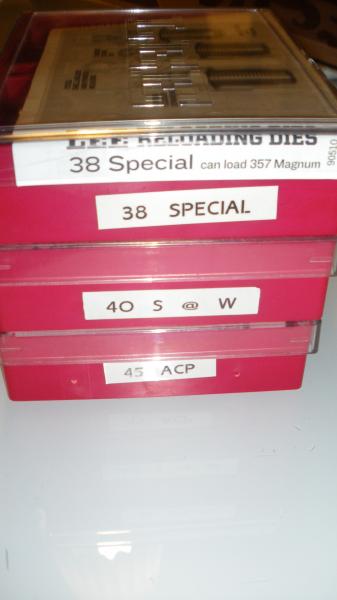 LEE RELOADING DIES
38 Special can load 357 Magnum
90510
38 SPECIAL
40 S @ W
45 ACP